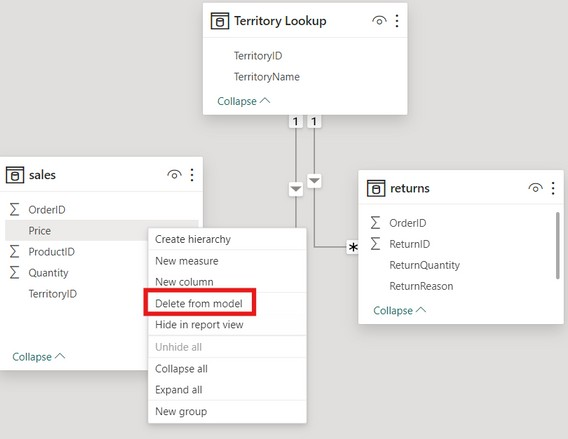 Territory Lookup
TerritoryID
TerritoryName
Collapse
1 1
sales
Σ OrderID
Price
Σ ProductID
Σ Quantity
TerritoryID
Collapse
Create hierarchy
New measure
New column
Delete from model
Hide in report view
Unhide all
Collapse all
Expand all
New group
*
returns
Σ OrderID
Σ ReturnID
ReturnQuantity
ReturnReason
Collapse